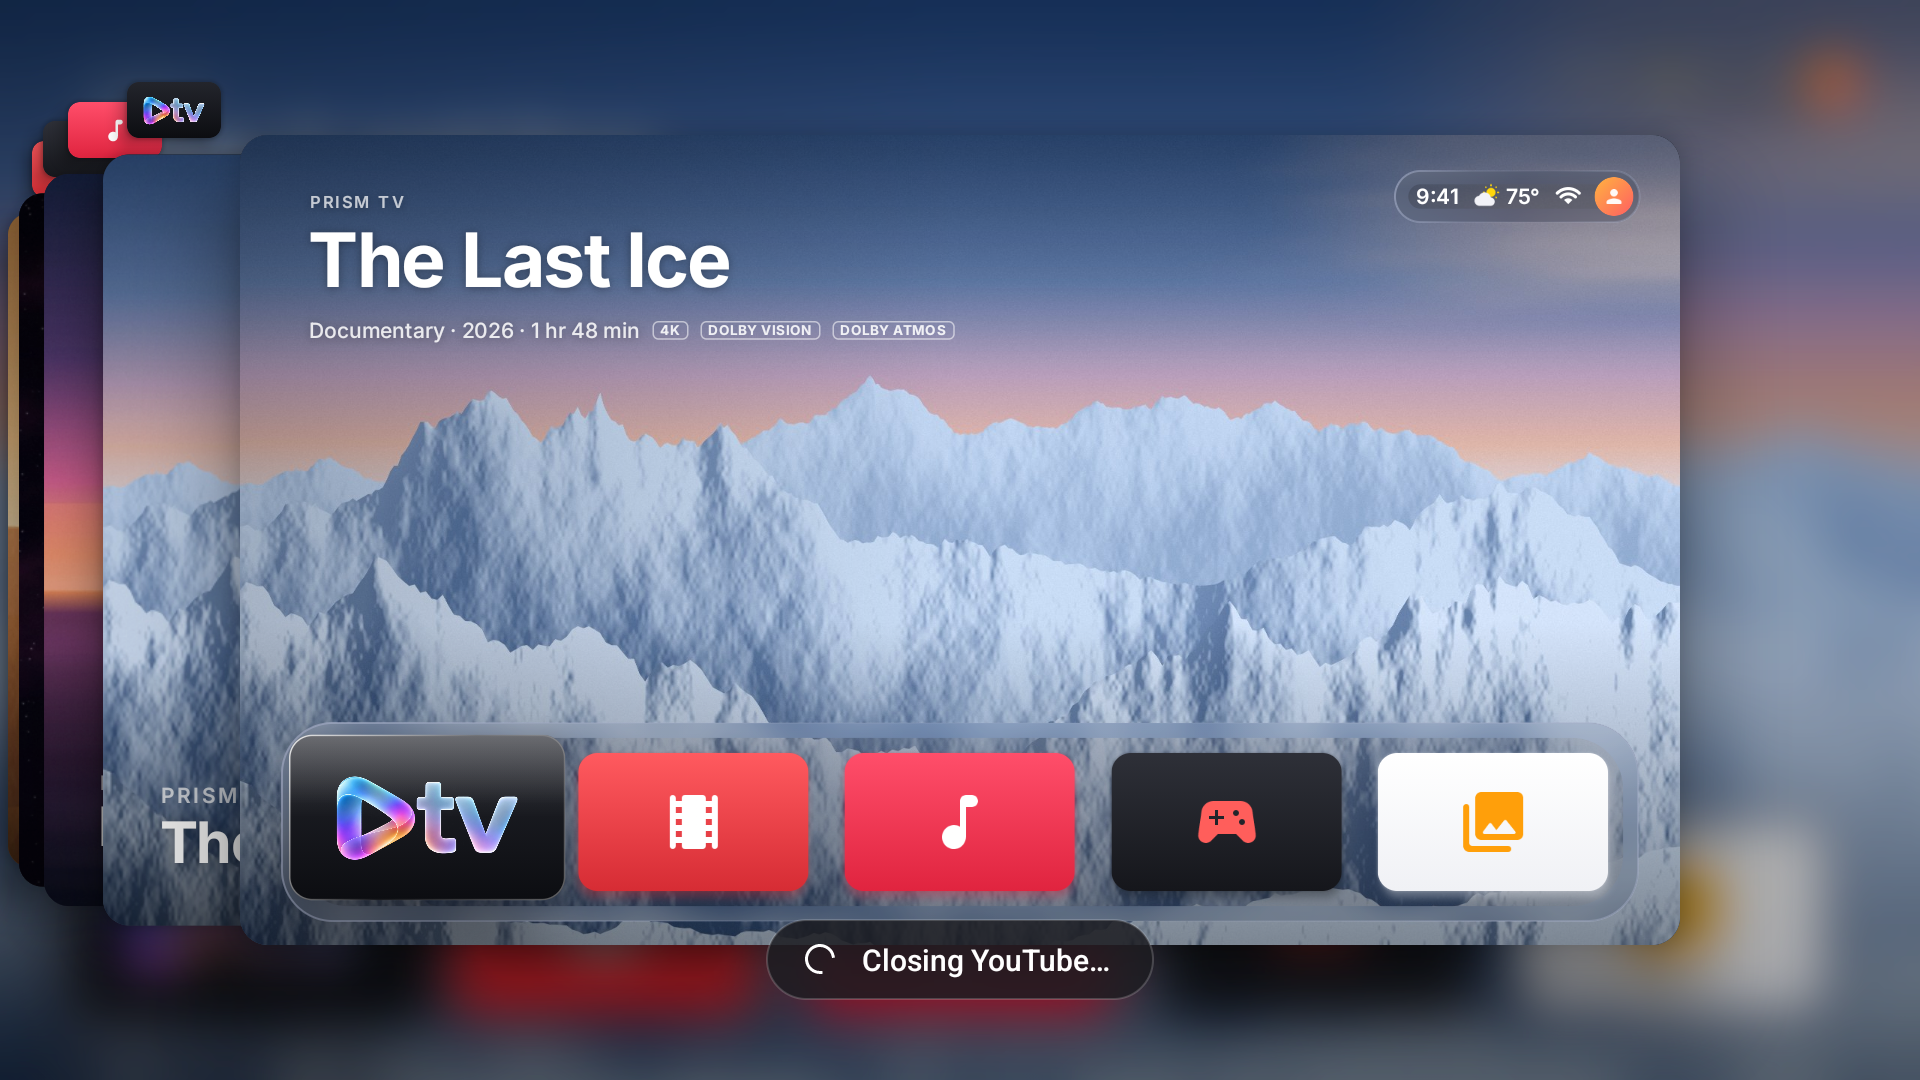 tv
PRISM TV
9:41 75°
The Last Ice
Documentary · 2026 · 1 hr 48 min 4K DOLBY VISION DOLBY ATMOS
PRISM
The
tv
Closing YouTube...